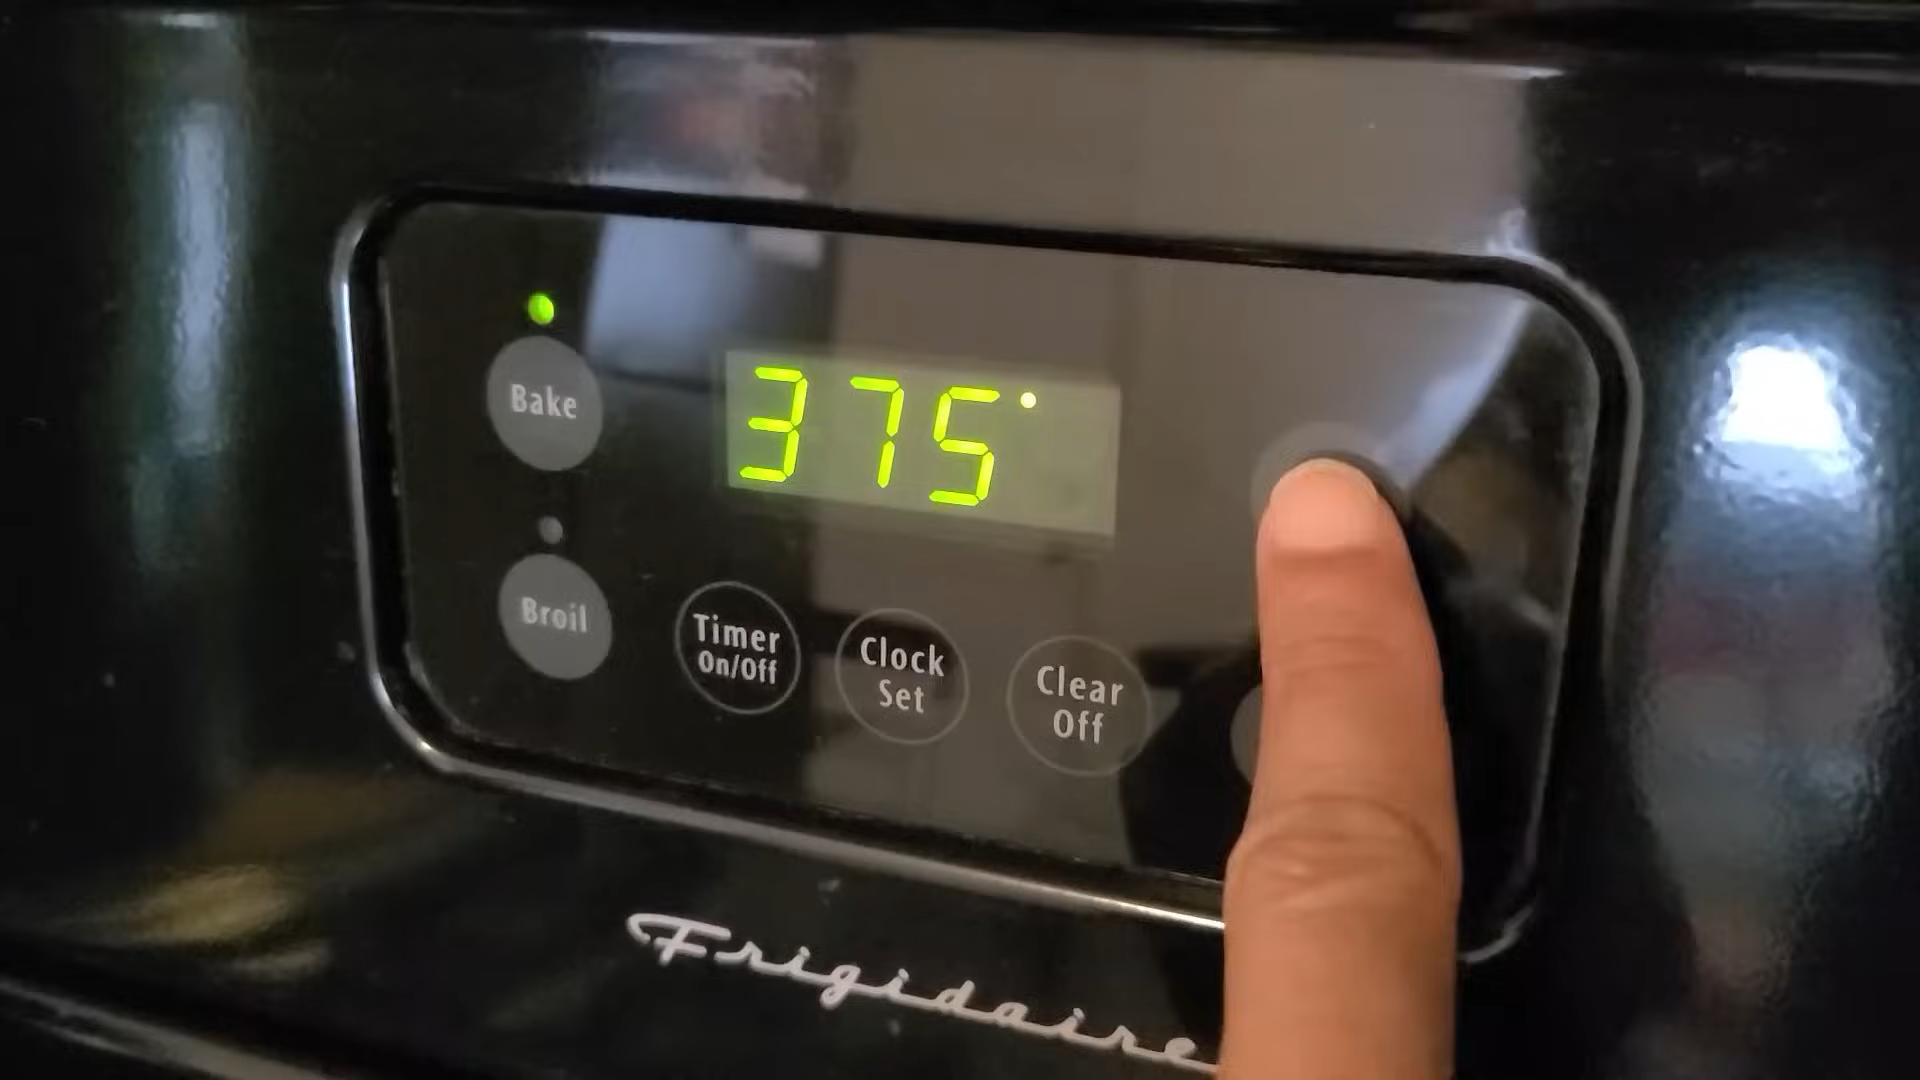 Bake
375°
Broil
Timer
On/Off
Clock
Set
Clear
Off
Frigidaire